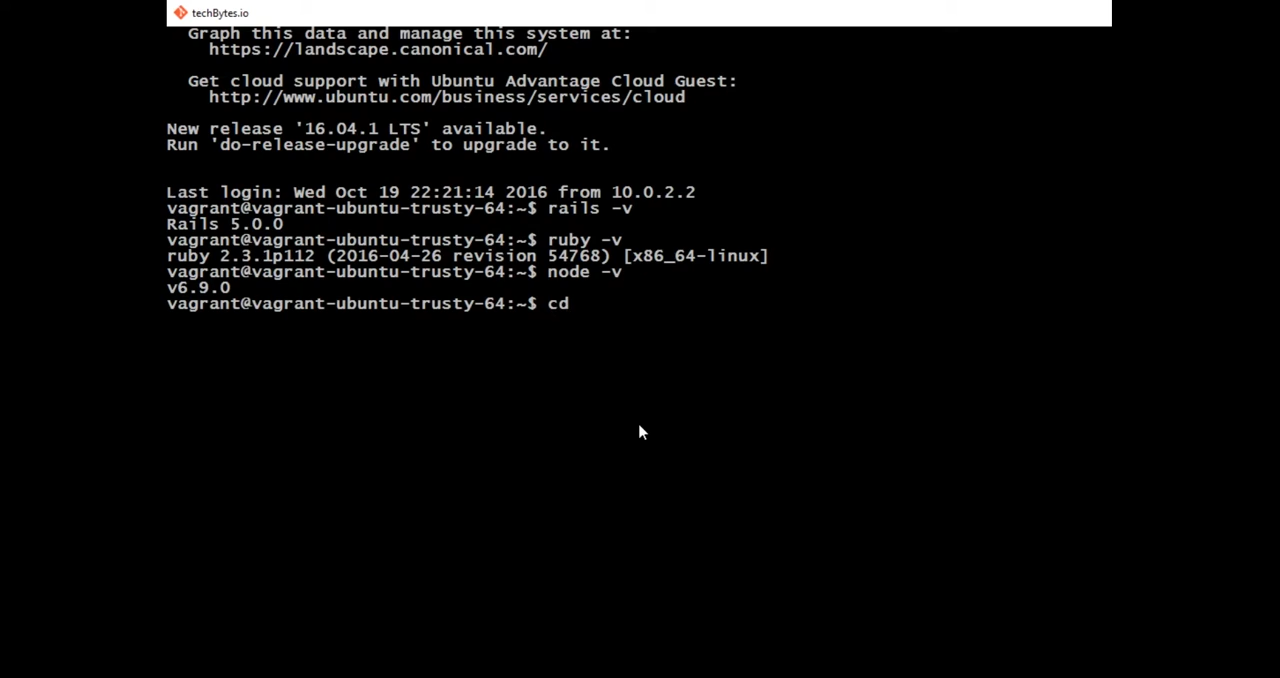 techBytes.io
Graph this data and manage this system at:
https://landscape.canonical.com/
Get cloud support with Ubuntu Advantage Cloud Guest:
http://www.ubuntu.com/business/services/cloud
New release '16.04.1 LTS' available.
Run 'do-release-upgrade' to upgrade to it.
Last login: Wed Oct 19 22:21:14 2016 from 10.0.2.2
vagrant@vagrant-ubuntu-trusty-64:~$ rails -v
Rails 5.0.0
vagrant@vagrant-ubuntu-trusty-64:~$ ruby -v
ruby 2.3.1p112 (2016-04-26 revision 54768) [x86_64-linux]
vagrant@vagrant-ubuntu-trusty-64:~$ node -v
v6.9.0
vagrant@vagrant-ubuntu-trusty-64:~$ cd